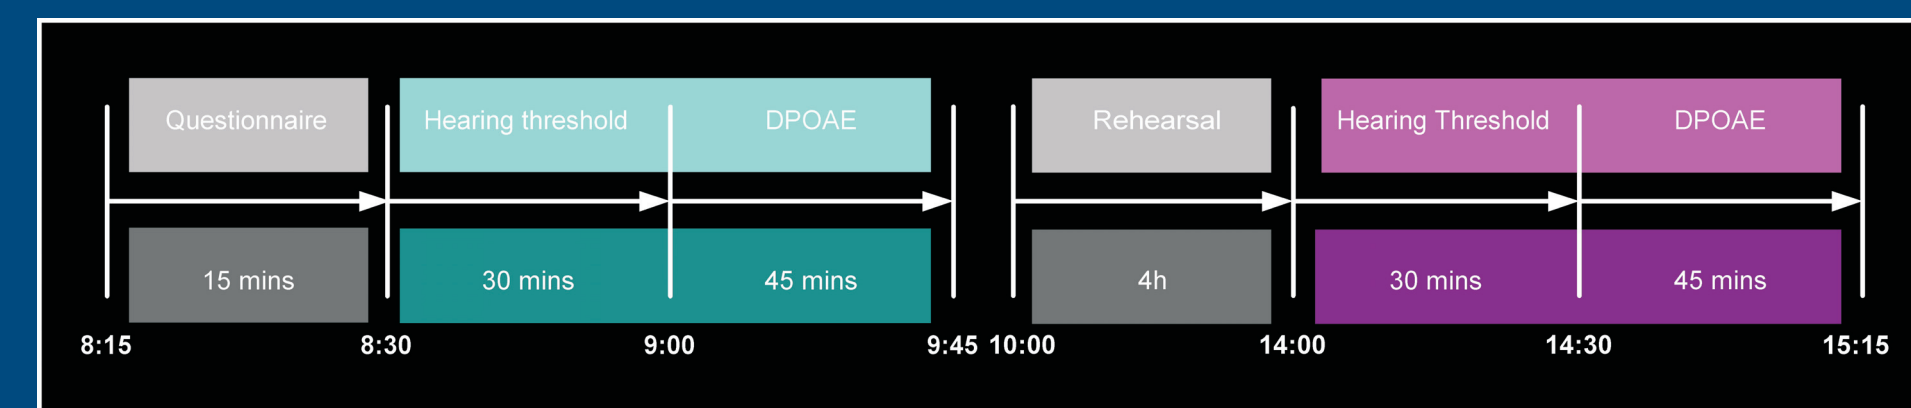 Questionnaire Hearing threshold DPOAE Rehearsal Hearing Threshold DPOAE
15 mins 30 mins 45 mins 4h 30 mins 45 mins
8:15 8:30 9:00 9:45 10:00 14:00 14:30 15:15